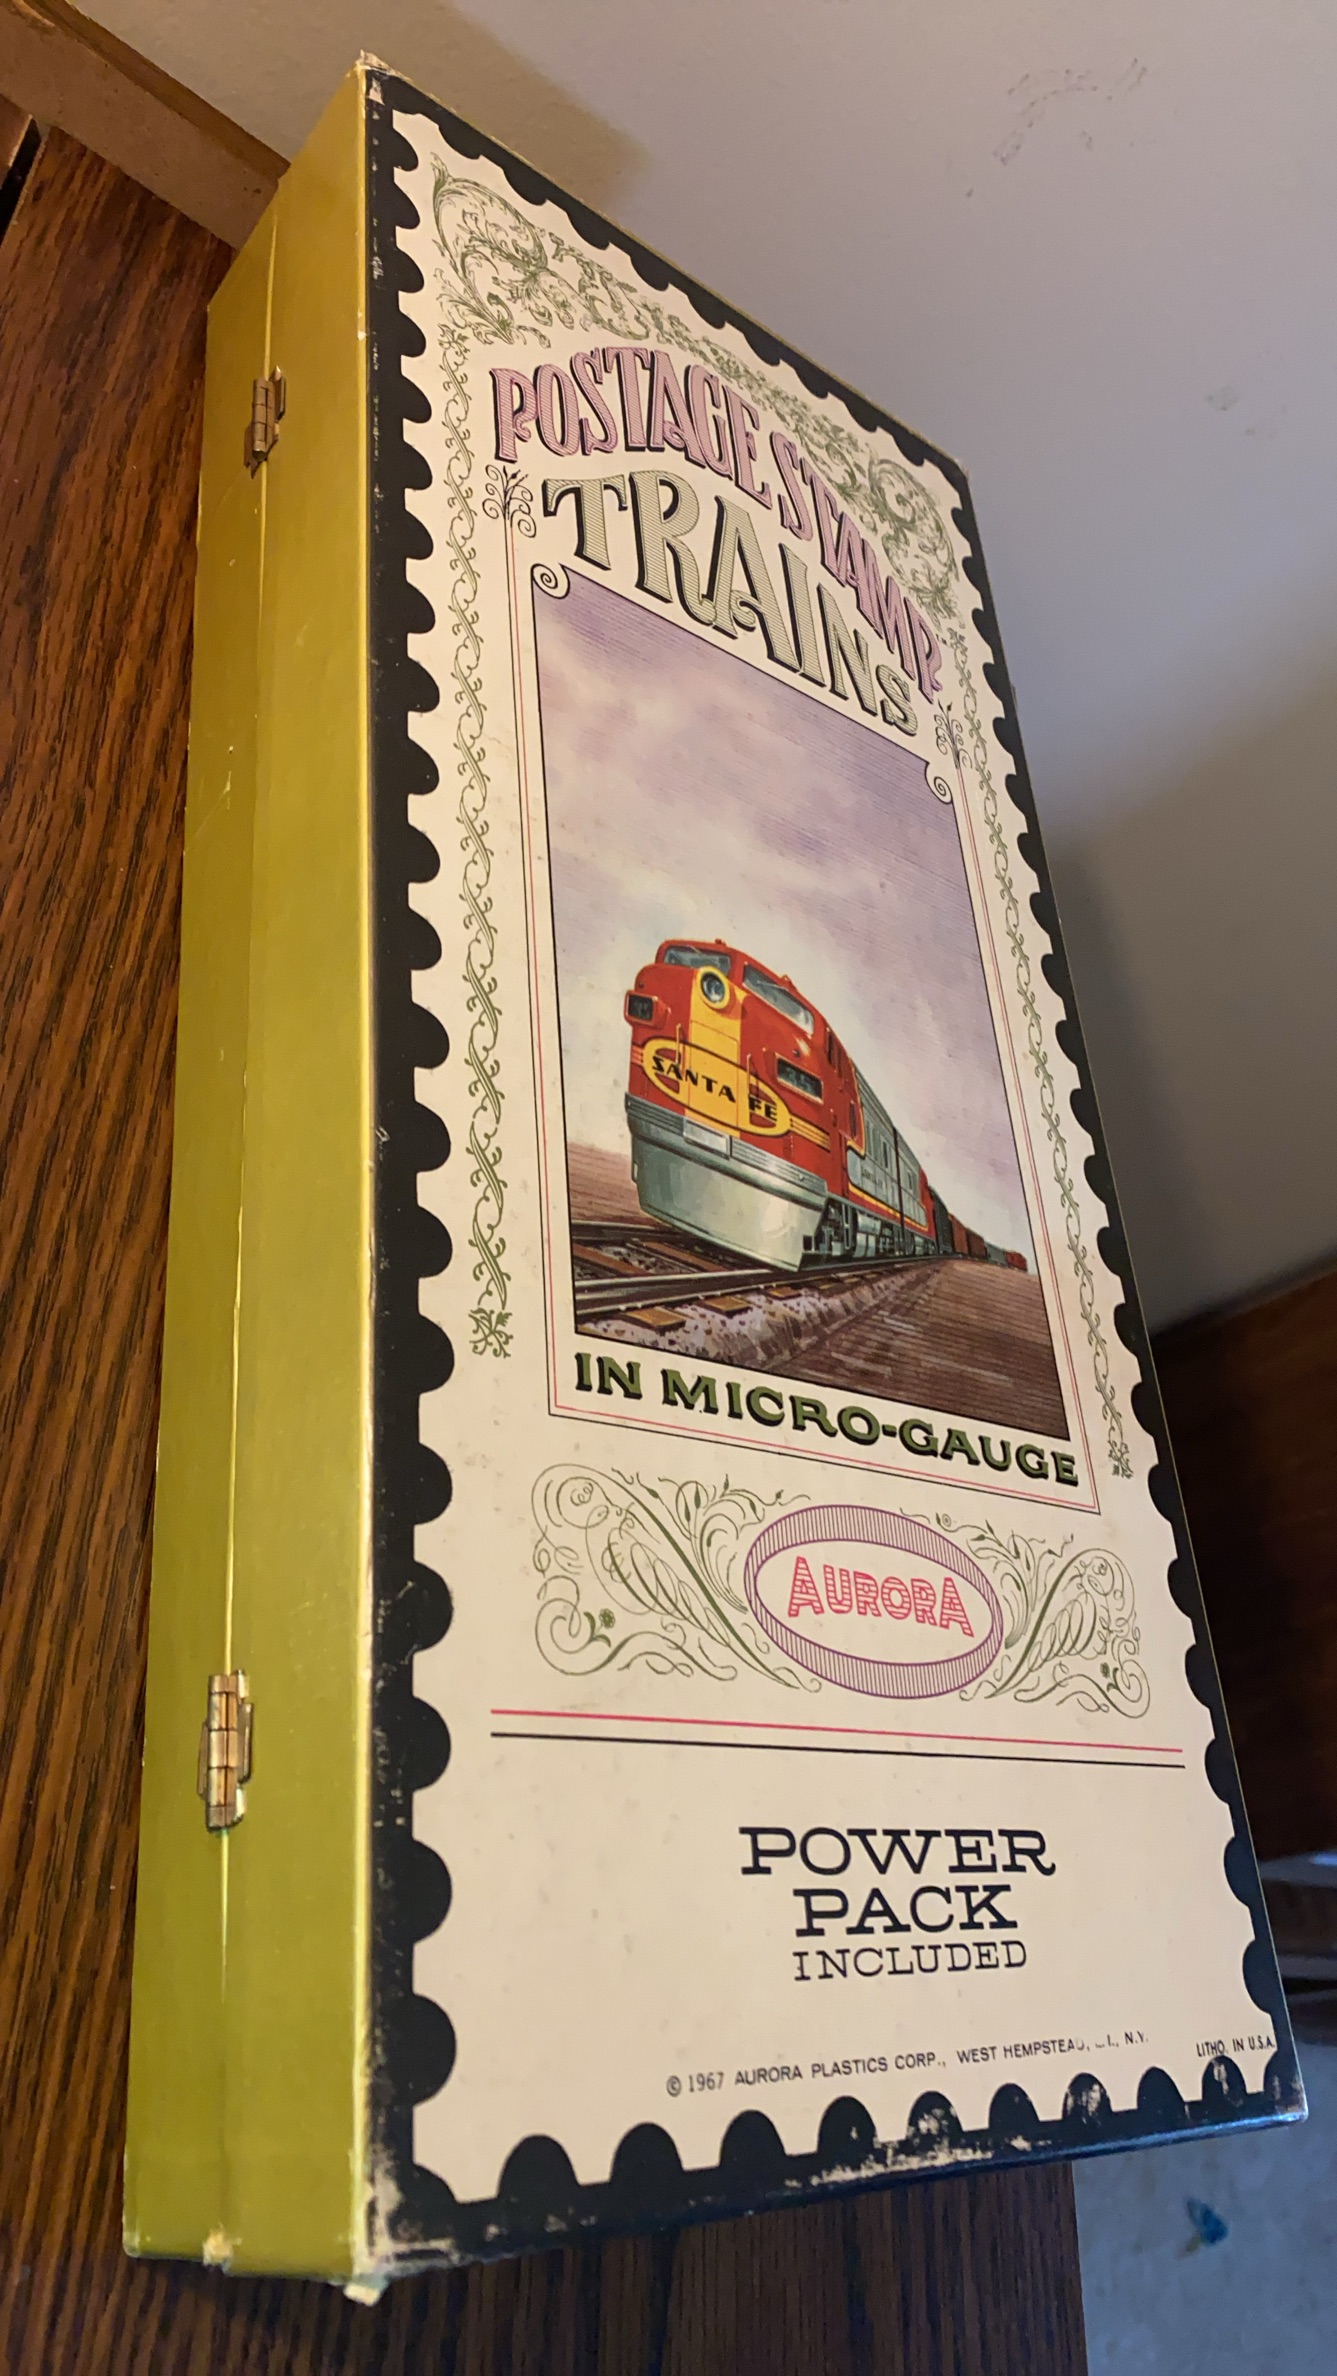 POSTAGE STAMP
TRAINS
SANTA FE
IN MICRO-GAUGE
AURORA
POWER
PACK
INCLUDED
© 1967 AURORA PLASTICS CORP., WEST HEMPSTEAD, L.I., N.Y.
LITHO. IN U.S.A.